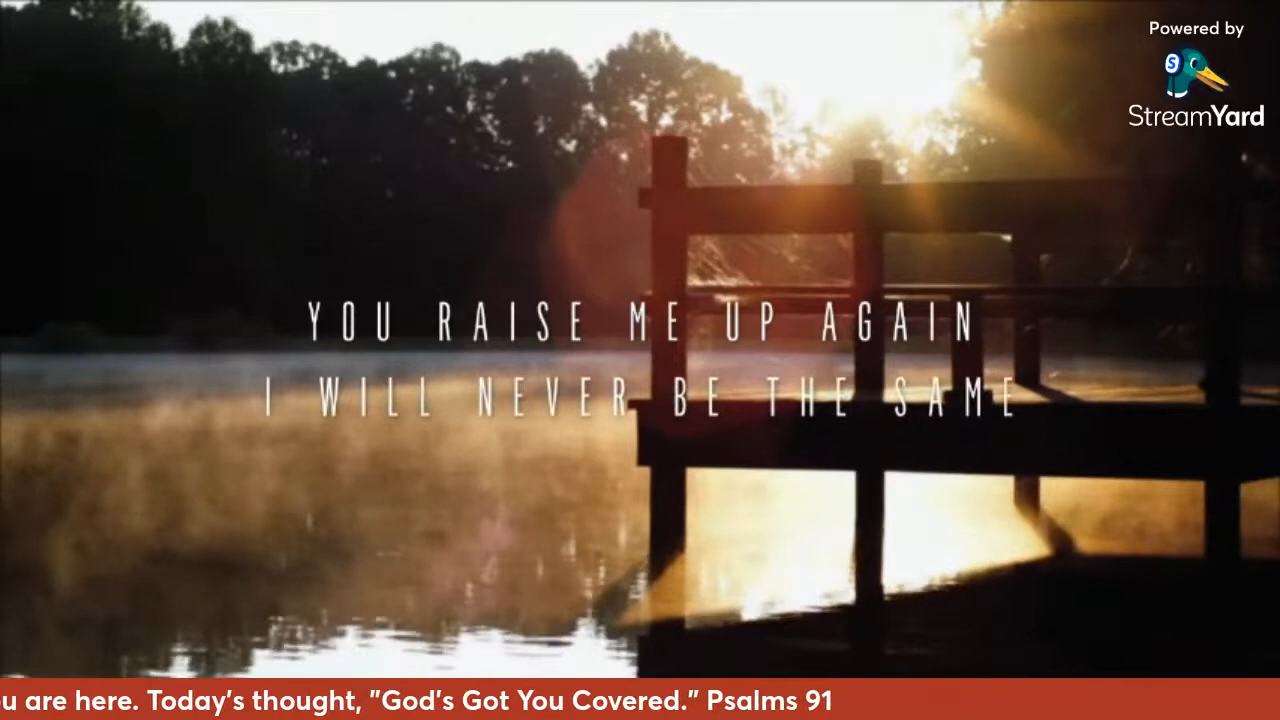 Powered by
S
StreamYard
YOU RAISE ME UP AGAIN
I WILL NEVER BE THE SAME
are here. Today's thought, "God's Got You Covered." Psalms 91